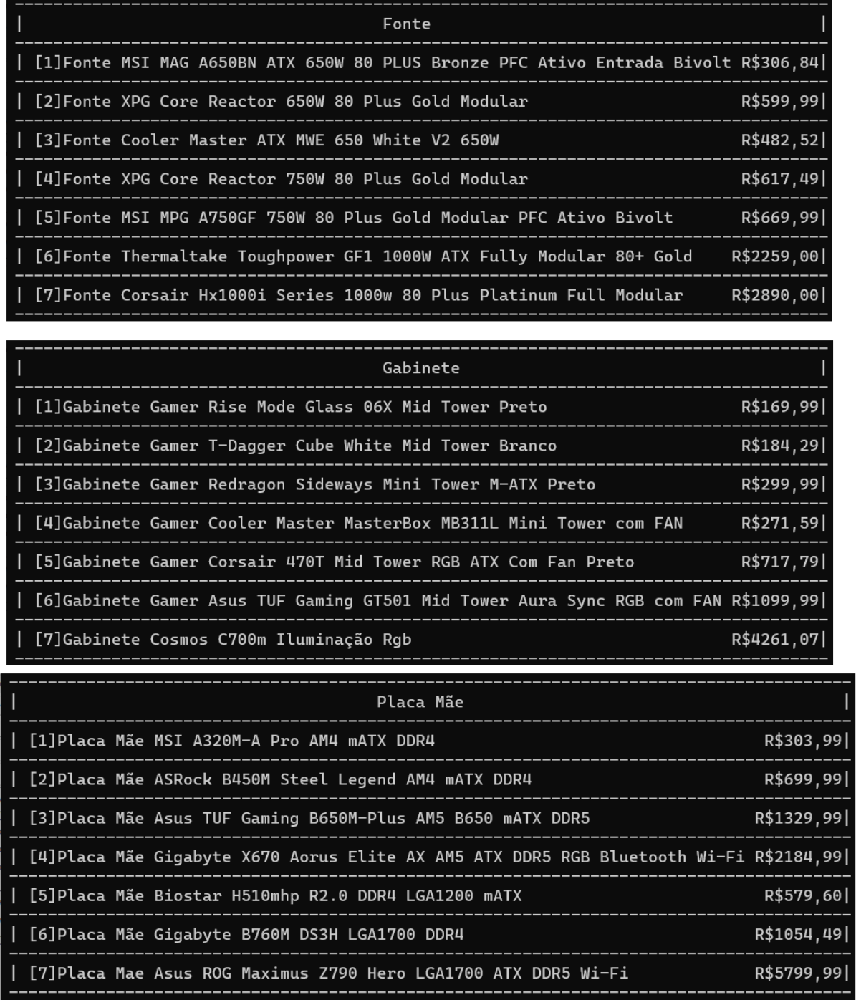 | Fonte |
| [1]Fonte MSI MAG A650BN ATX 650W 80 PLUS Bronze PFC Ativo Entrada Bivolt R$306,84|
| [2]Fonte XPG Core Reactor 650W 80 Plus Gold Modular R$599,99|
| [3]Fonte Cooler Master ATX MWE 650 White V2 650W R$482,52|
| [4]Fonte XPG Core Reactor 750W 80 Plus Gold Modular R$617,49|
| [5]Fonte MSI MPG A750GF 750W 80 Plus Gold Modular PFC Ativo Bivolt R$669,99|
| [6]Fonte Thermaltake Toughpower GF1 1000W ATX Fully Modular 80+ Gold R$2259,00|
| [7]Fonte Corsair Hx1000i Series 1000w 80 Plus Platinum Full Modular R$2890,00|
| Gabinete |
| [1]Gabinete Gamer Rise Mode Glass 06X Mid Tower Preto R$169,99|
| [2]Gabinete Gamer T-Dagger Cube White Mid Tower Branco R$184,29|
| [3]Gabinete Gamer Redragon Sideways Mini Tower M-ATX Preto R$299,99|
| [4]Gabinete Gamer Cooler Master MasterBox MB311L Mini Tower com FAN R$271,59|
| [5]Gabinete Gamer Corsair 470T Mid Tower RGB ATX Com Fan Preto R$717,79|
| [6]Gabinete Gamer Asus TUF Gaming GT501 Mid Tower Aura Sync RGB com FAN R$1099,99|
| [7]Gabinete Cosmos C700m Iluminação Rgb R$4261,07|
| Placa Mãe |
| [1]Placa Mãe MSI A320M-A Pro AM4 mATX DDR4 R$303,99|
| [2]Placa Mãe ASRock B450M Steel Legend AM4 mATX DDR4 R$699,99|
| [3]Placa Mãe Asus TUF Gaming B650M-Plus AM5 B650 mATX DDR5 R$1329,99|
| [4]Placa Mãe Gigabyte X670 Aorus Elite AX AM5 ATX DDR5 RGB Bluetooth Wi-Fi R$2184,99|
| [5]Placa Mãe Biostar H510mhp R2.0 DDR4 LGA1200 mATX R$579,60|
| [6]Placa Mãe Gigabyte B760M DS3H LGA1700 DDR4 R$1054,49|
| [7]Placa Mae Asus ROG Maximus Z790 Hero LGA1700 ATX DDR5 Wi-Fi R$5799,99|